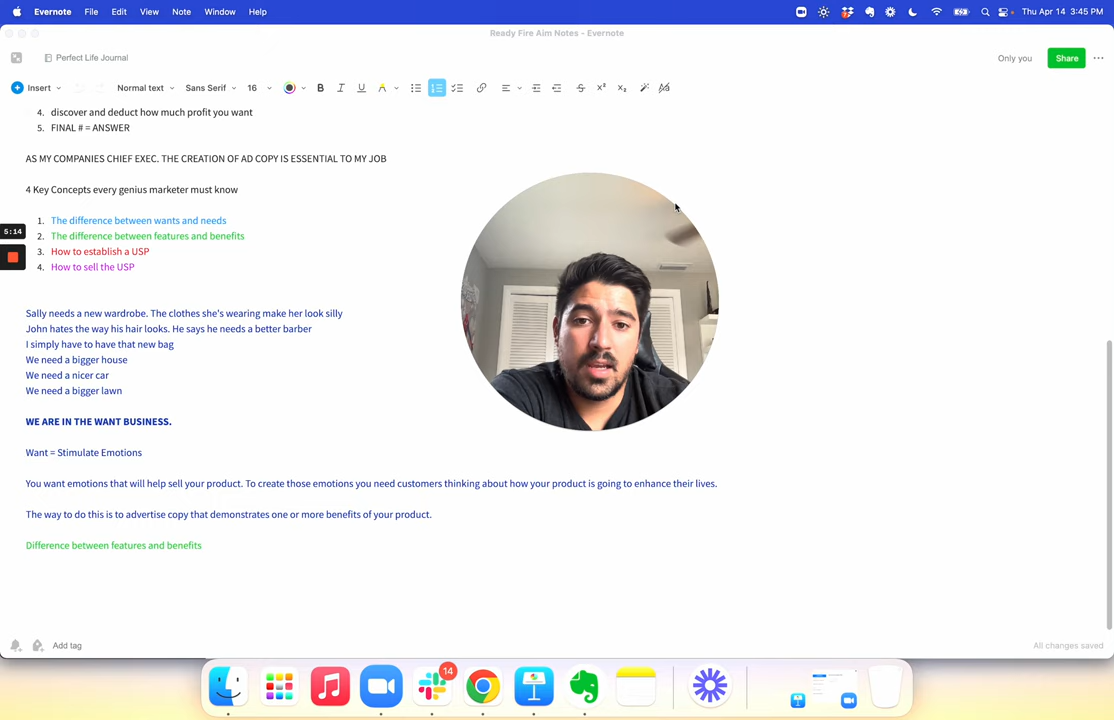 Evernote File Edit View Note Window Help Thu Apr 14 3:45 PM
Ready Fire Aim Notes - Evernote
Perfect Life Journal Only you Share
Insert Normal text Sans Serif 16 B I U A S X² X₂
4. discover and deduct how much profit you want
5. FINAL # = ANSWER
AS MY COMPANIES CHIEF EXEC. THE CREATION OF AD COPY IS ESSENTIAL TO MY JOB
4 Key Concepts every genius marketer must know
1. The difference between wants and needs
5:14
2. The difference between features and benefits
3. How to establish a USP
4. How to sell the USP
Sally needs a new wardrobe. The clothes she's wearing make her look silly
John hates the way his hair looks. He says he needs a better barber
I simply have to have that new bag
We need a bigger house
We need a nicer car
We need a bigger lawn
WE ARE IN THE WANT BUSINESS.
Want = Stimulate Emotions
You want emotions that will help sell your product. To create those emotions you need customers thinking about how your product is going to enhance their lives.
The way to do this is to advertise copy that demonstrates one or more benefits of your product.
Difference between features and benefits
Add tag All changes saved
14